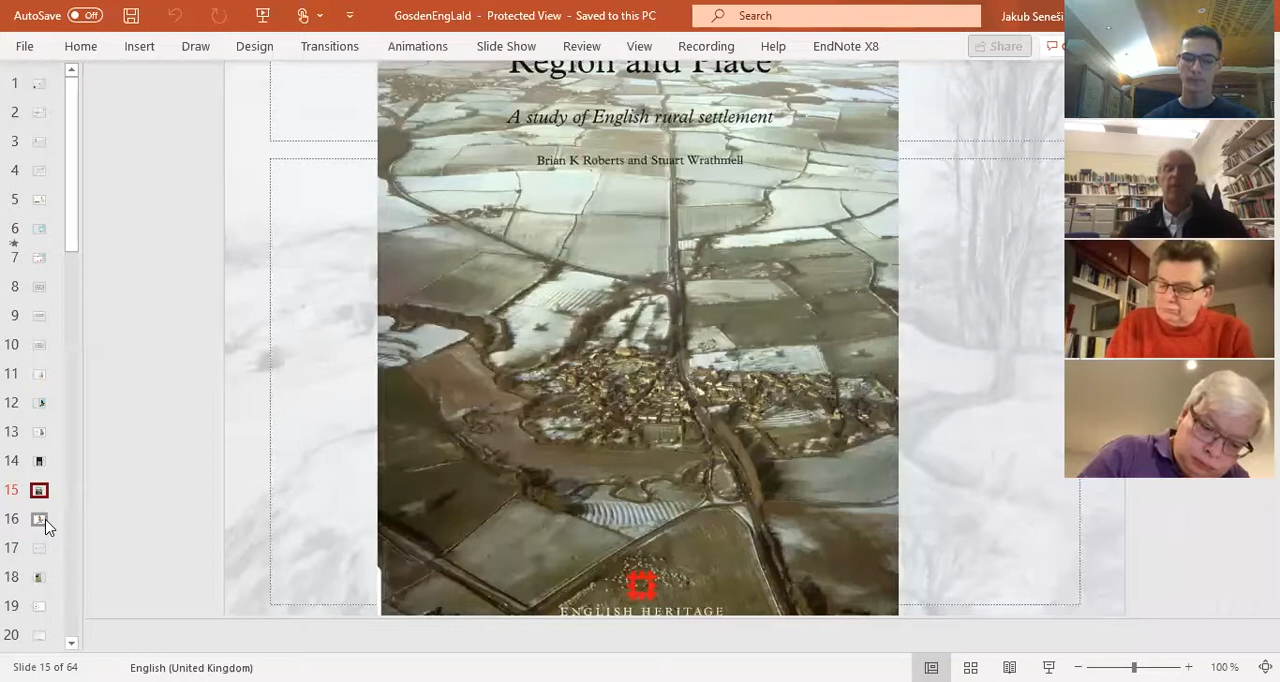 AutoSave Off GosdenEngLald - Protected View - Saved to this PC Search Jakub Seneši
File Home Insert Draw Design Transitions Animations Slide Show Review View Recording Help EndNote X8 Share
1
2
3
4
5
6
7
8
9
10
11
12
13
14
15
16
17
18
19
20
Region and Place
A study of English rural settlement
Brian K Roberts and Stuart Wrathmell
ENGLISH HERITAGE
Slide 15 of 64 English (United Kingdom) 100 %